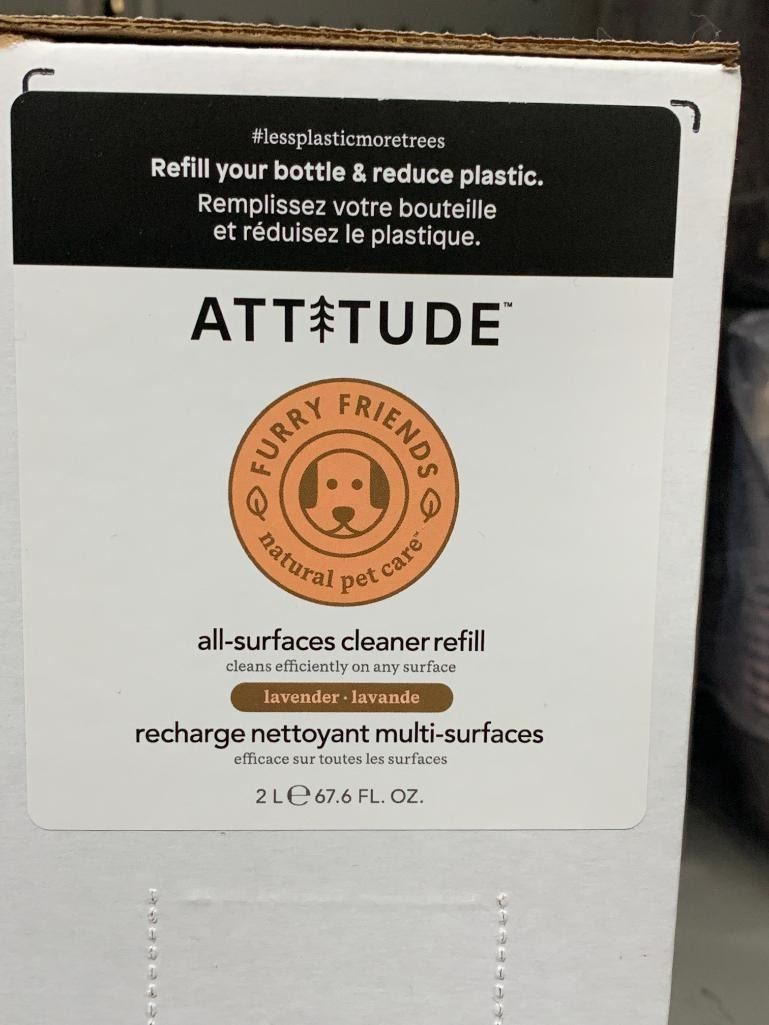 #lessplasticmoretrees
Refill your bottle & reduce plastic.
Remplissez votre bouteille
et réduisez le plastique.
ATTITUDE™
FURRY FRIENDS
natural pet care™
all-surfaces cleaner refill
cleans efficiently on any surface
lavender · lavande
recharge nettoyant multi-surfaces
efficace sur toutes les surfaces
2 L ℮ 67.6 FL. OZ.